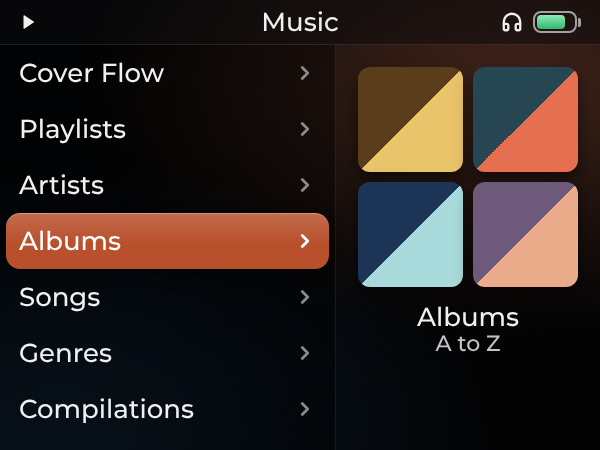 Music
Cover Flow
Playlists
Artists
Albums
Songs
Genres
Compilations
Albums
A to Z